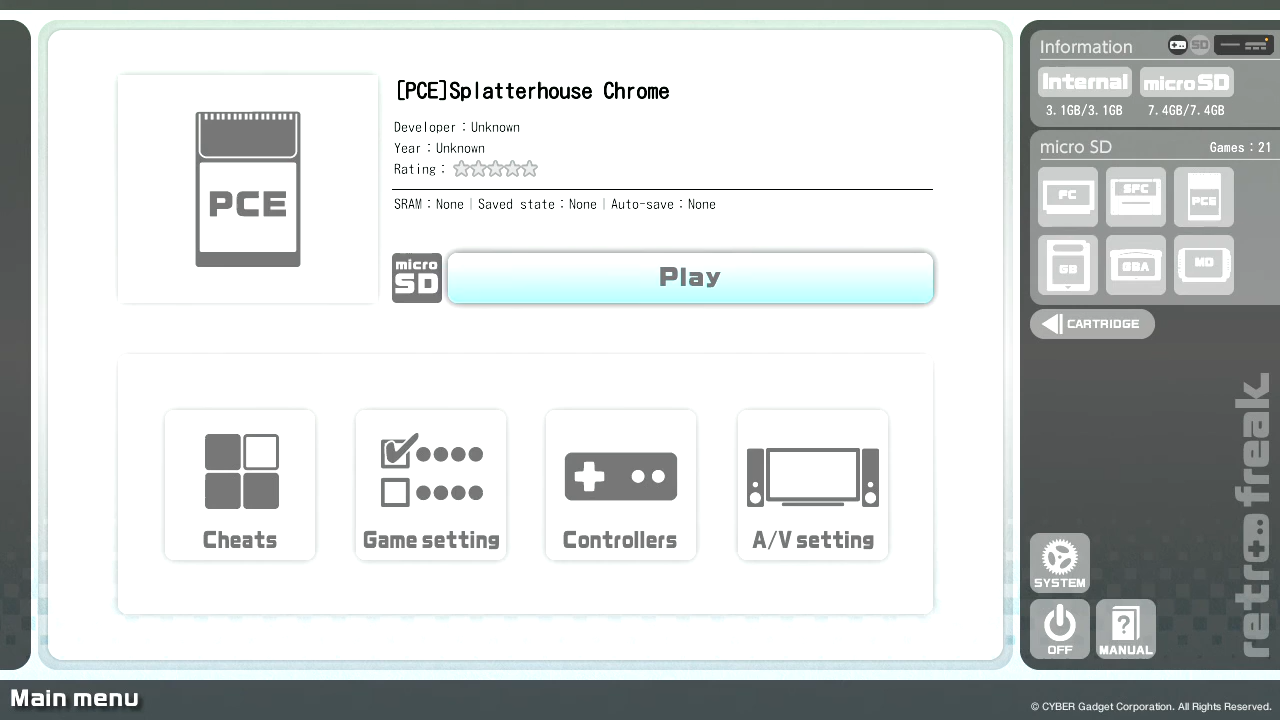 [PCE]Splatterhouse Chrome
Developer：Unknown
Year：Unknown
Rating：
SRAM：None｜Saved state：None｜Auto-save：None
PCE
micro SD
Play
Cheats
Game setting
Controllers
A/V setting
Information
SD
Internal microSD
3.1GB/3.1GB 7.4GB/7.4GB
micro SD Games：21
PC SFC PCE
GB GBA MD
CARTRIDGE
retrofreak.
SYSTEM
OFF MANUAL
Main menu
© CYBER Gadget Corporation. All Rights Reserved.